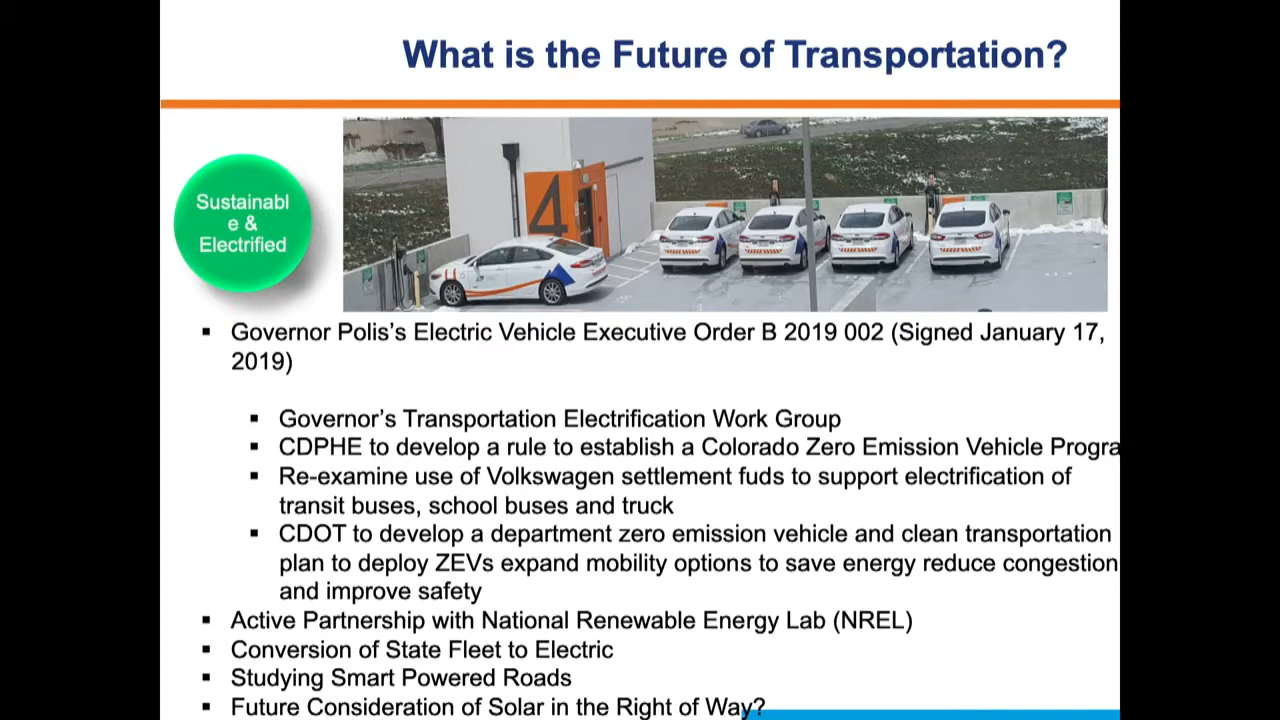 What is the Future of Transportation?
Sustainabl
e &
Electrified
4
▪ Governor Polis's Electric Vehicle Executive Order B 2019 002 (Signed January 17,
2019)
▪ Governor's Transportation Electrification Work Group
▪ CDPHE to develop a rule to establish a Colorado Zero Emission Vehicle Progra
▪ Re-examine use of Volkswagen settlement fuds to support electrification of
transit buses, school buses and truck
▪ CDOT to develop a department zero emission vehicle and clean transportation
plan to deploy ZEVs expand mobility options to save energy reduce congestion
and improve safety
▪ Active Partnership with National Renewable Energy Lab (NREL)
▪ Conversion of State Fleet to Electric
▪ Studying Smart Powered Roads
▪ Future Consideration of Solar in the Right of Way?